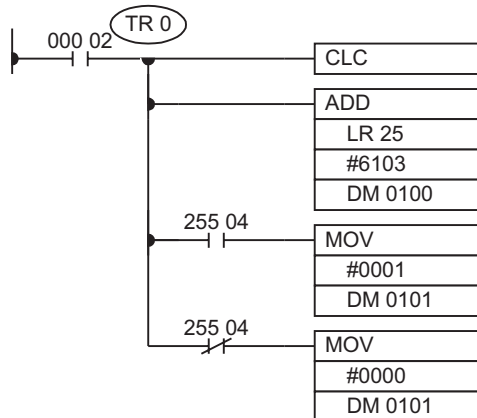 TR 0
000 02
CLC
ADD
LR 25
#6103
DM 0100
255 04
MOV
#0001
DM 0101
255 04
MOV
#0000
DM 0101